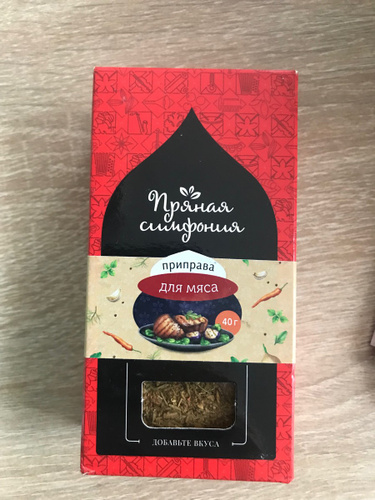 Пряная
симфония
приправа
для мяса
40 г
ДОБАВЬТЕ ВКУСА